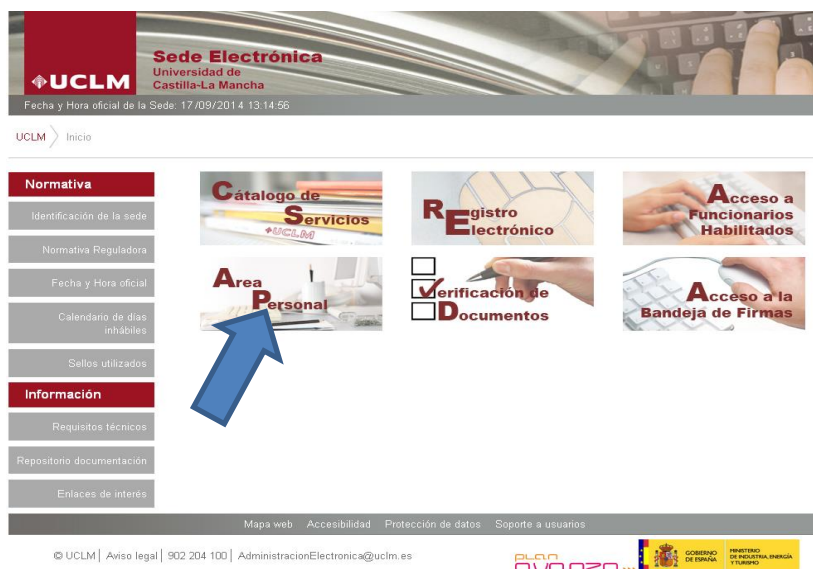 UCLM
Sede Electrónica
Universidad de
Castilla-La Mancha
Fecha y Hora oficial de la Sede: 17/09/2014 13:14:56
UCLM Inicio
Normativa
Identificación de la sede
Normativa Reguladora
Fecha y Hora oficial
Calendario de días
inhábiles
Sellos utilizados
Información
Requisitos técnicos
Repositorio documentación
Enlaces de interés
Cátalogo de
Servicios
UCLM
Registro
Electrónico
Acceso a
Funcionarios
Habilitados
Area
Personal
Verificación de
Documentos
Acceso a la
Bandeja de Firmas
Mapa web Accesibilidad Protección de datos Soporte a usuarios
© UCLM | Aviso legal | 902 204 100 | AdministracionElectronica@uclm.es
plan
avanza
GOBIERNO
DE ESPAÑA
MINISTERIO
DE INDUSTRIA, ENERGÍA
Y TURISMO